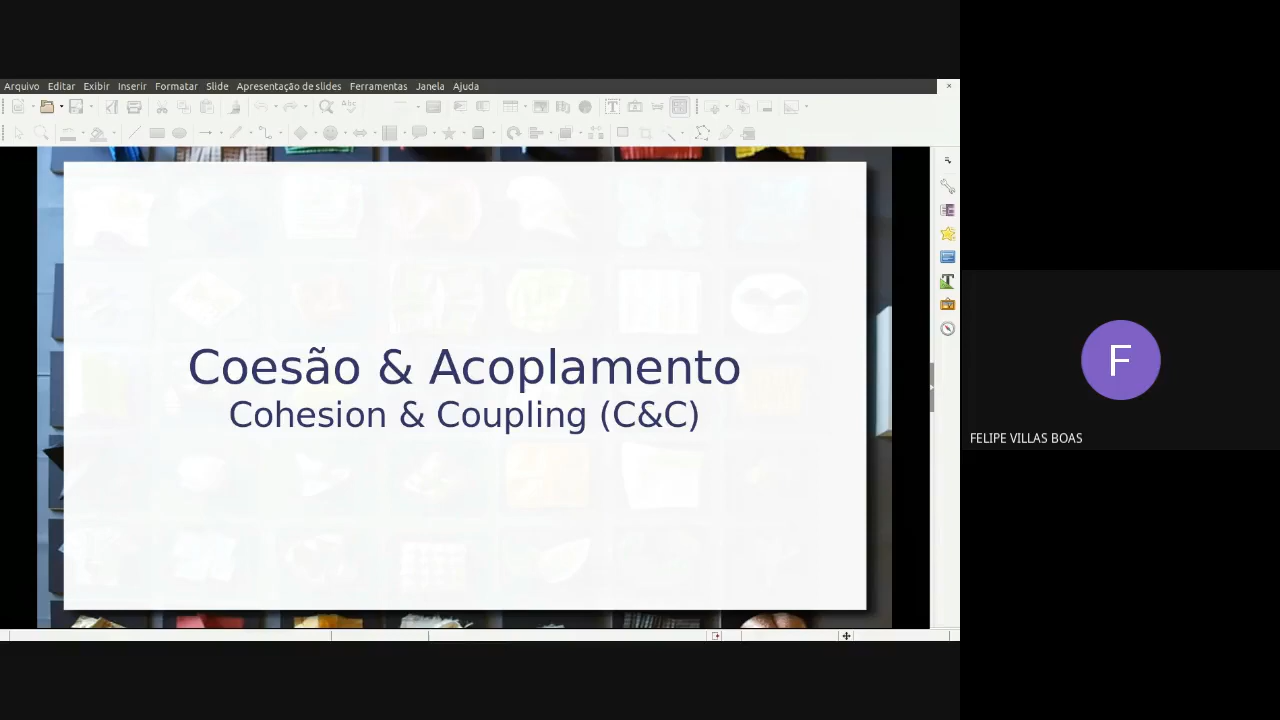 Arquivo Editar Exibir Inserir Formatar Slide Apresentação de slides Ferramentas Janela Ajuda
Coesão & Acoplamento
Cohesion & Coupling (C&C)
F
FELIPE VILLAS BOAS